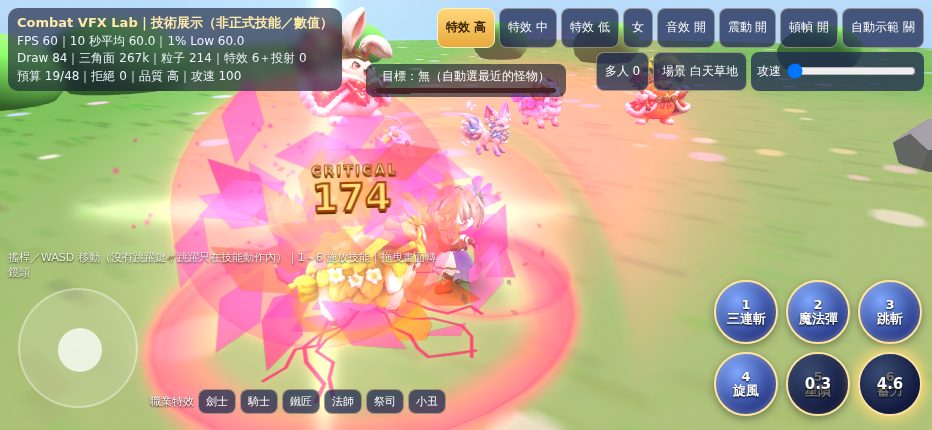 Combat VFX Lab｜技術展示（非正式技能／數值）
FPS 60｜10 秒平均 60.0｜1% Low 60.0
Draw 84｜三角面 267k｜粒子 214｜特效 6＋投射 0
預算 19/48｜拒絕 0｜品質 高｜攻速 100
特效 高
特效 中
特效 低
女
音效 開
震動 開
頓幀 開
自動示範 關
目標：無（自動選最近的怪物）
多人 0
場景 白天草地
攻速
CRITICAL
174
搖桿／WASD 移動（沒有跳躍鍵，跳躍只在技能動作內）｜1～6 施放技能｜拖曳畫面轉
鏡頭
1
三連斬
2
魔法彈
3
跳斬
4
旋風
0.3
4.6
職業特效
劍士
騎士
鐵匠
法師
祭司
小丑